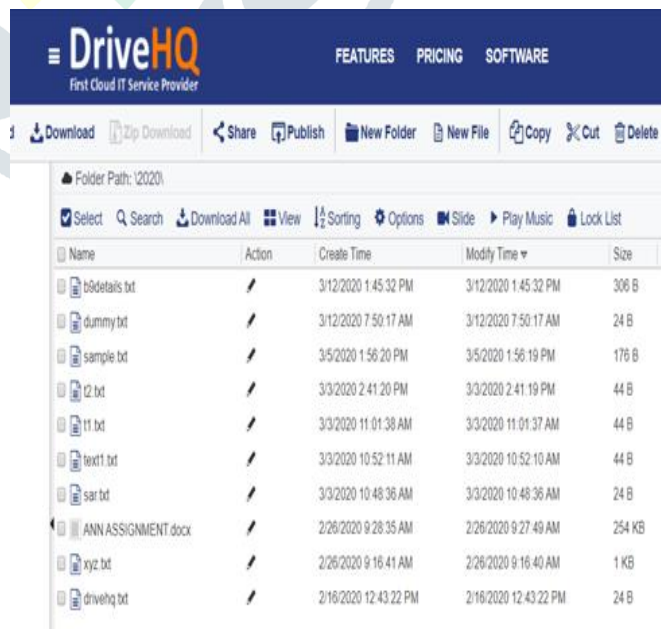 DriveHQ
FEATURES PRICING SOFTWARE
First Cloud IT Service Provider
d Download Zip Download Share Publish New Folder New File Copy Cut Delete
Folder Path: \2020\
Select Search Download All View Sorting Options Slide Play Music Lock List
Name Action Create Time Modify Time Size
b9details.txt 3/12/2020 1:45:32 PM 3/12/2020 1:45:32 PM 306 B
dummy.txt 3/12/2020 7:50:17 AM 3/12/2020 7:50:17 AM 24 B
sample.txt 3/5/2020 1:56:20 PM 3/5/2020 1:56:19 PM 176 B
t2.txt 3/3/2020 2:41:20 PM 3/3/2020 2:41:19 PM 44 B
t1.txt 3/3/2020 11:01:38 AM 3/3/2020 11:01:37 AM 44 B
text1.txt 3/3/2020 10:52:11 AM 3/3/2020 10:52:10 AM 44 B
sar.txt 3/3/2020 10:48:36 AM 3/3/2020 10:48:36 AM 24 B
ANN ASSIGNMENT.docx 2/26/2020 9:28:35 AM 2/26/2020 9:27:49 AM 254 KB
xyz.txt 2/26/2020 9:16:41 AM 2/26/2020 9:16:40 AM 1 KB
drivehq.txt 2/16/2020 12:43:22 PM 2/16/2020 12:43:22 PM 24 B